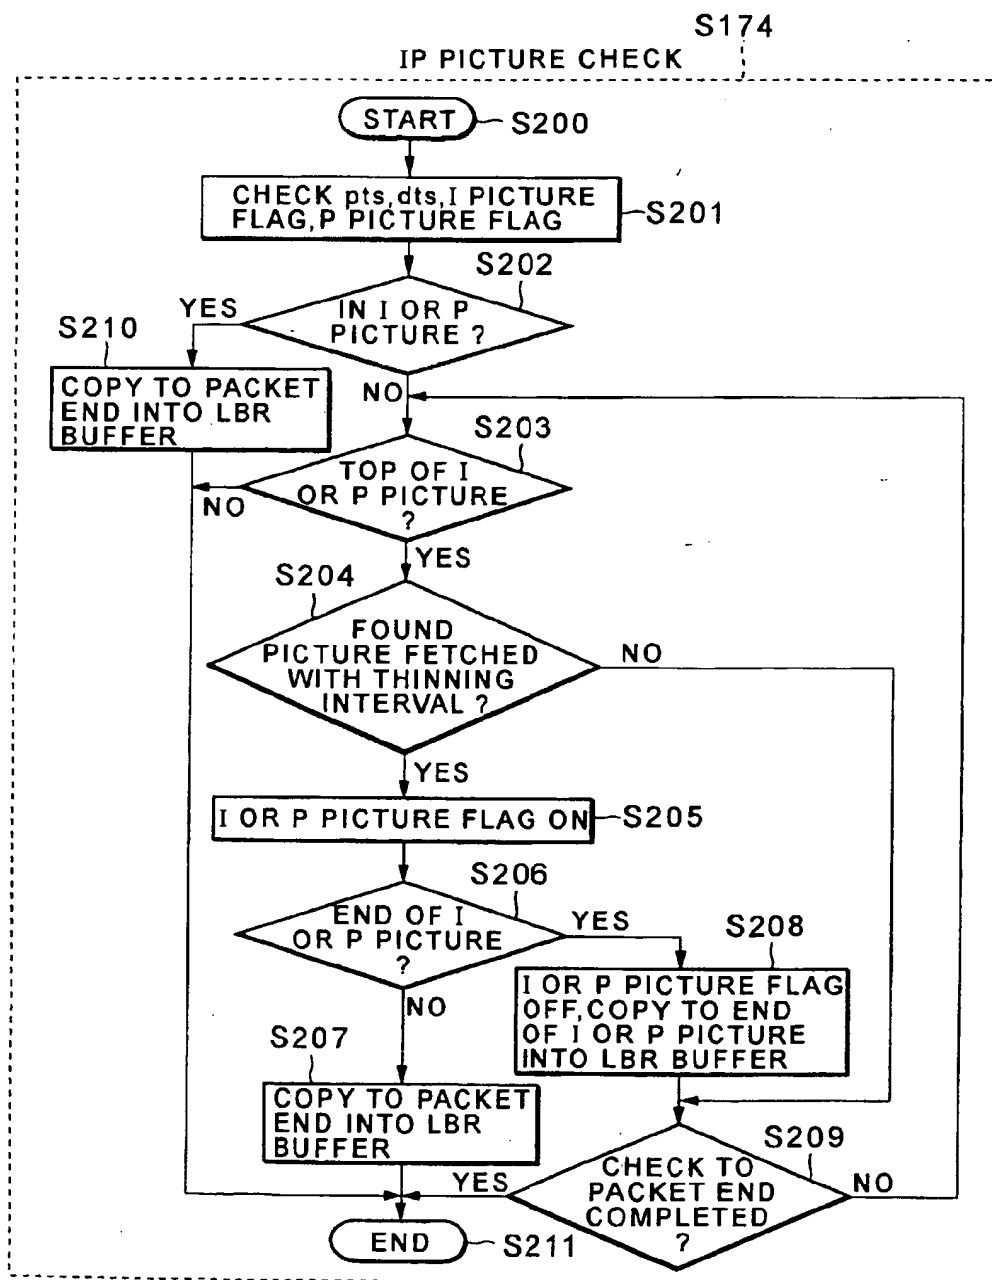 S174
IP PICTURE CHECK
START
S200
CHECK pts,dts,I PICTURE
FLAG,P PICTURE FLAG
S201
S202
IN I OR P
PICTURE ?
YES
S210
COPY TO PACKET
END INTO LBR
BUFFER
NO
S203
TOP OF I
OR P PICTURE
?
NO
YES
S204
FOUND
PICTURE FETCHED
WITH THINNING
INTERVAL ?
NO
YES
I OR P PICTURE FLAG ON
S205
S206
END OF I
OR P PICTURE
?
YES
S208
I OR P PICTURE FLAG
OFF,COPY TO END
OF I OR P PICTURE
INTO LBR BUFFER
NO
S207
COPY TO PACKET
END INTO LBR
BUFFER
S209
CHECK TO
PACKET END
COMPLETED
?
YES
NO
END
S211